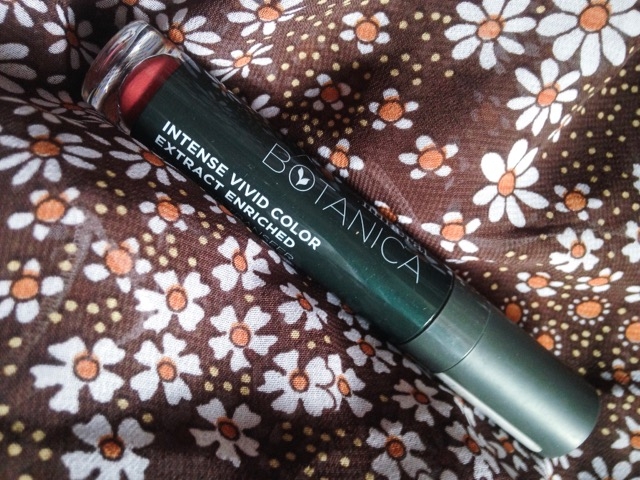 BOTANICA
INTENSE VIVID COLOR
EXTRACT ENRICHED